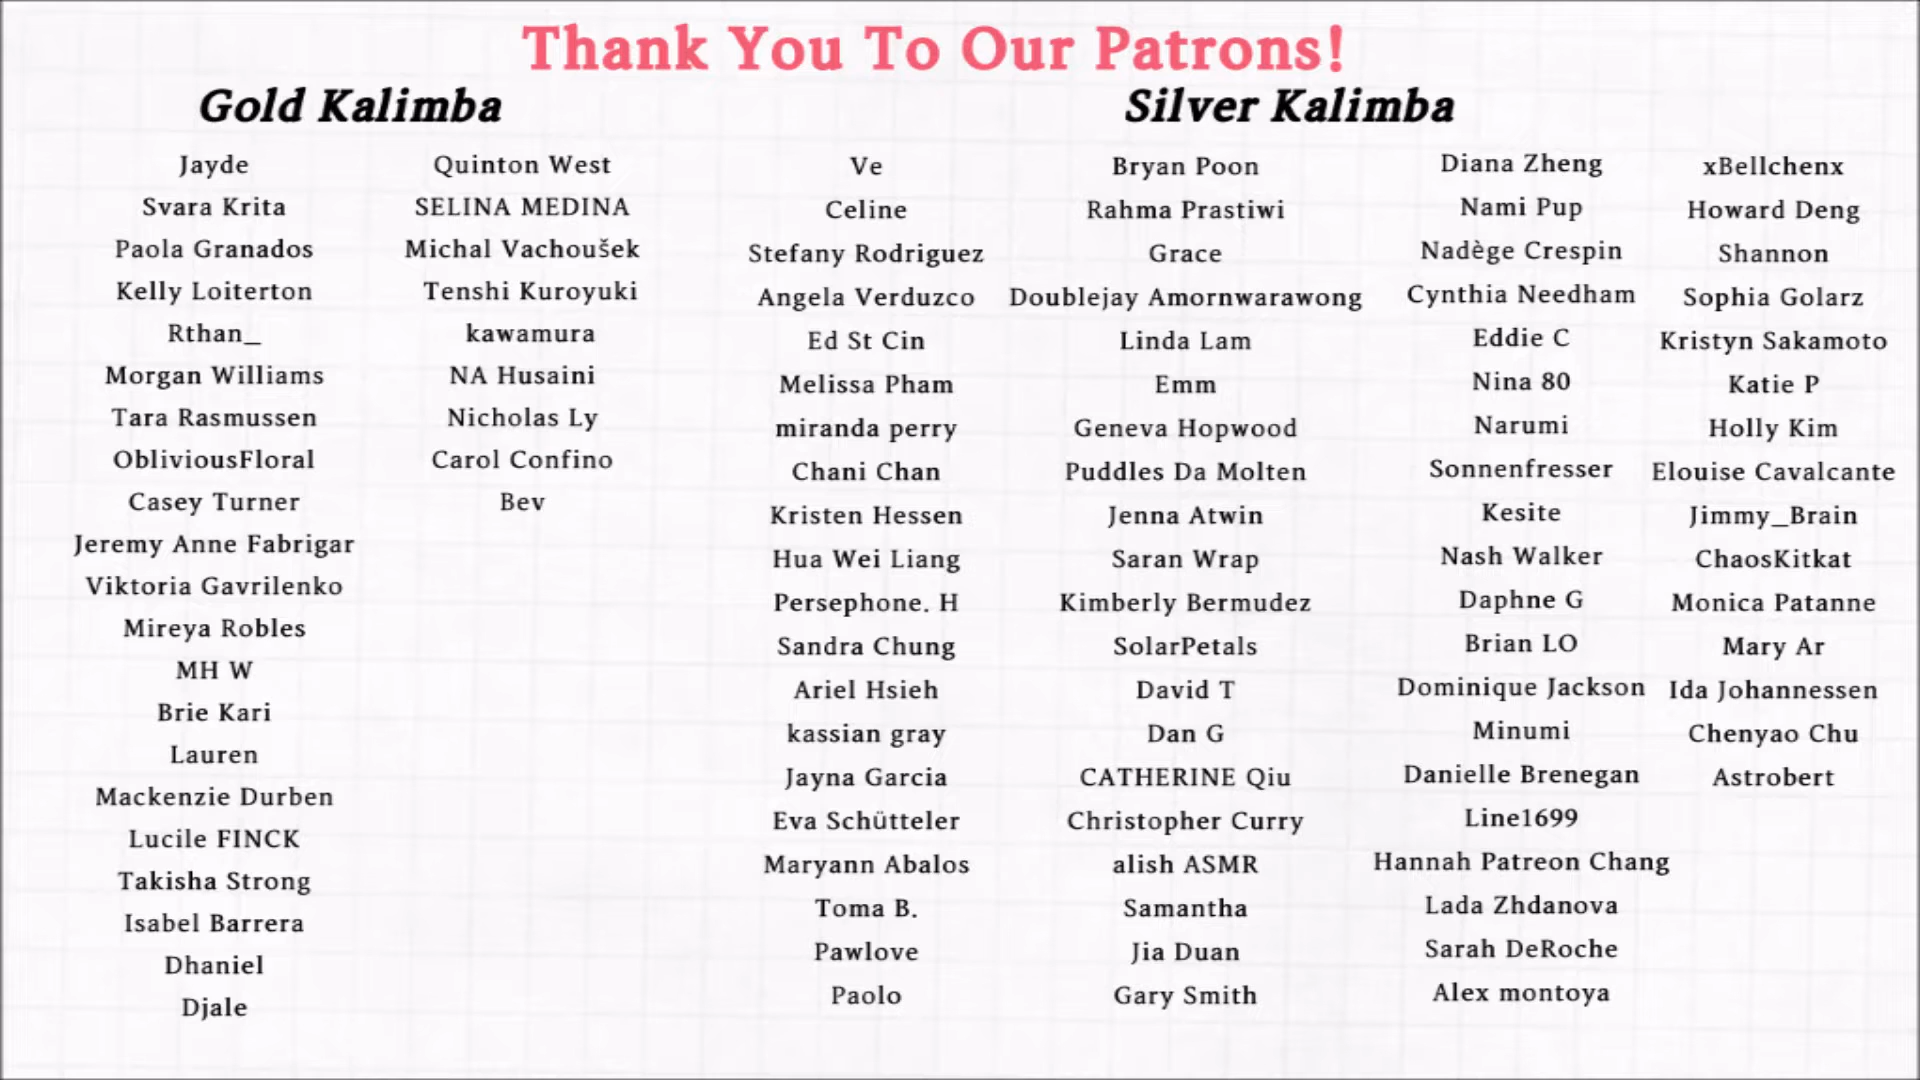 Thank You To Our Patrons!
Gold Kalimba
Jayde
Svara Krita
Paola Granados
Kelly Loiterton
Rthan_
Morgan Williams
Tara Rasmussen
ObliviousFloral
Casey Turner
Jeremy Anne Fabrigar
Viktoria Gavrilenko
Mireya Robles
MH W
Brie Kari
Lauren
Mackenzie Durben
Lucile FINCK
Takisha Strong
Isabel Barrera
Dhaniel
Djale
Quinton West
SELINA MEDINA
Michal Vachoušek
Tenshi Kuroyuki
kawamura
NA Husaini
Nicholas Ly
Carol Confino
Bev
Silver Kalimba
Ve
Celine
Stefany Rodriguez
Angela Verduzco
Ed St Cin
Melissa Pham
miranda perry
Chani Chan
Kristen Hessen
Hua Wei Liang
Persephone. H
Sandra Chung
Ariel Hsieh
kassian gray
Jayna Garcia
Eva Schütteler
Maryann Abalos
Toma B.
Pawlove
Paolo
Bryan Poon
Rahma Prastiwi
Grace
Doublejay Amornwarawong
Linda Lam
Emm
Geneva Hopwood
Puddles Da Molten
Jenna Atwin
Saran Wrap
Kimberly Bermudez
SolarPetals
David T
Dan G
CATHERINE Qiu
Christopher Curry
alish ASMR
Samantha
Jia Duan
Gary Smith
Diana Zheng
Nami Pup
Nadège Crespin
Cynthia Needham
Eddie C
Nina 80
Narumi
Sonnenfresser
Kesite
Nash Walker
Daphne G
Brian LO
Dominique Jackson
Minumi
Danielle Brenegan
Line1699
Hannah Patreon Chang
Lada Zhdanova
Sarah DeRoche
Alex montoya
xBellchenx
Howard Deng
Shannon
Sophia Golarz
Kristyn Sakamoto
Katie P
Holly Kim
Elouise Cavalcante
Jimmy_Brain
ChaosKitkat
Monica Patanne
Mary Ar
Ida Johannessen
Chenyao Chu
Astrobert